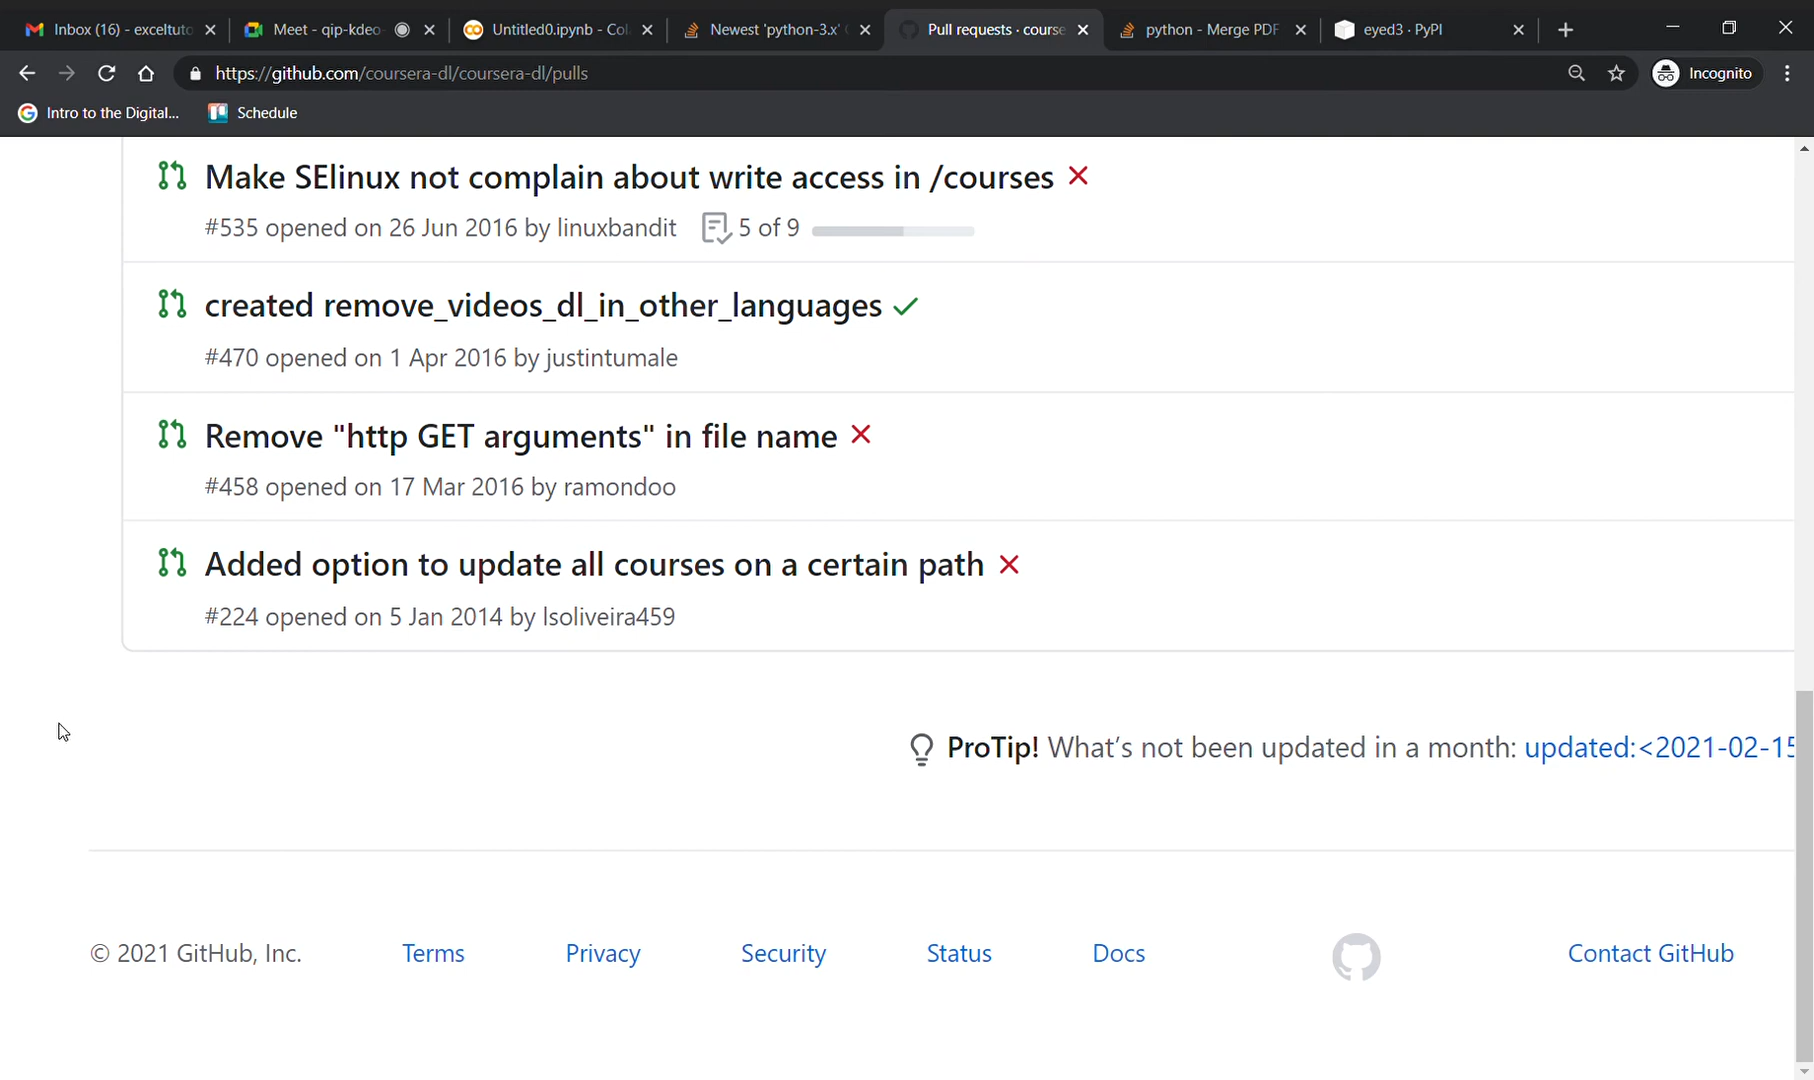 Inbox (16) - exceltuto
Meet - qip-kdeo
Untitled0.ipynb - Col
Newest 'python-3.x'
Pull requests · course
python - Merge PDF
eyed3 · PyPI
https://github.com/coursera-dl/coursera-dl/pulls
Incognito
Intro to the Digital...
Schedule
Make SElinux not complain about write access in /courses
#535 opened on 26 Jun 2016 by linuxbandit 5 of 9
created remove_videos_dl_in_other_languages
#470 opened on 1 Apr 2016 by justintumale
Remove "http GET arguments" in file name
#458 opened on 17 Mar 2016 by ramondoo
Added option to update all courses on a certain path
#224 opened on 5 Jan 2014 by lsoliveira459
ProTip! What's not been updated in a month: updated:<2021-02-15
© 2021 GitHub, Inc.
Terms
Privacy
Security
Status
Docs
Contact GitHub